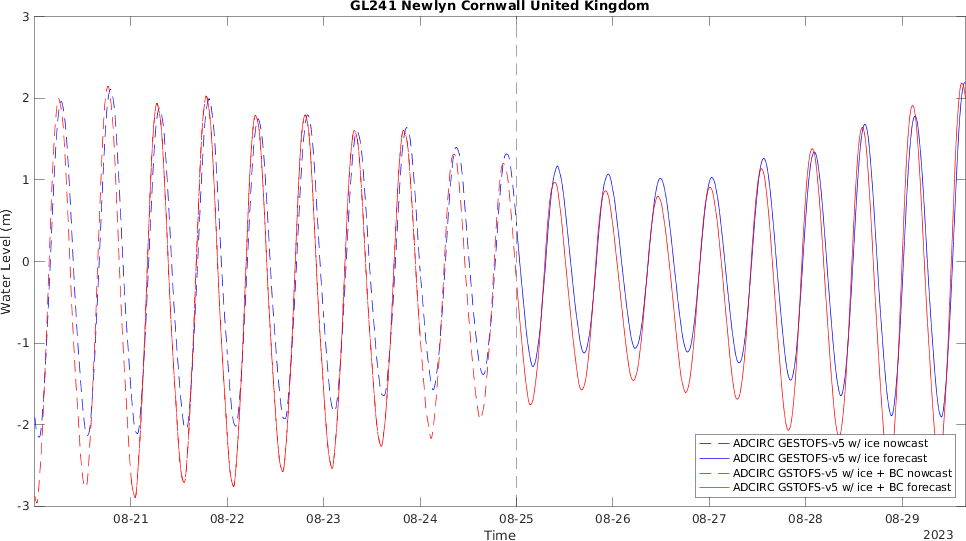 GL241 Newlyn Cornwall United Kingdom
3
2
1
0
-1
-2
-3
Water Level (m)
ADCIRC GESTOFS-v5 w/ ice nowcast
ADCIRC GESTOFS-v5 w/ ice forecast
ADCIRC GSTOFS-v5 w/ ice + BC nowcast
ADCIRC GSTOFS-v5 w/ ice + BC forecast
08-21 08-22 08-23 08-24 08-25 08-26 08-27 08-28 08-29
Time
2023